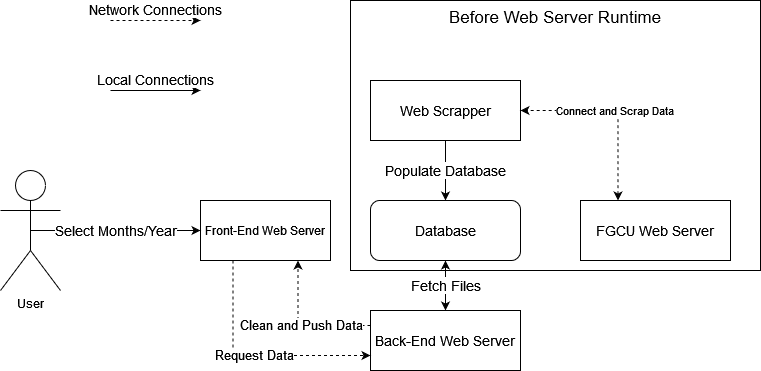 Network Connections
Before Web Server Runtime
Local Connections
Web Scrapper
Connect and Scrap Data
Populate Database
Select Months/Year
Front-End Web Server
Database
FGCU Web Server
Fetch Files
User
Clean and Push Data
Back-End Web Server
Request Data